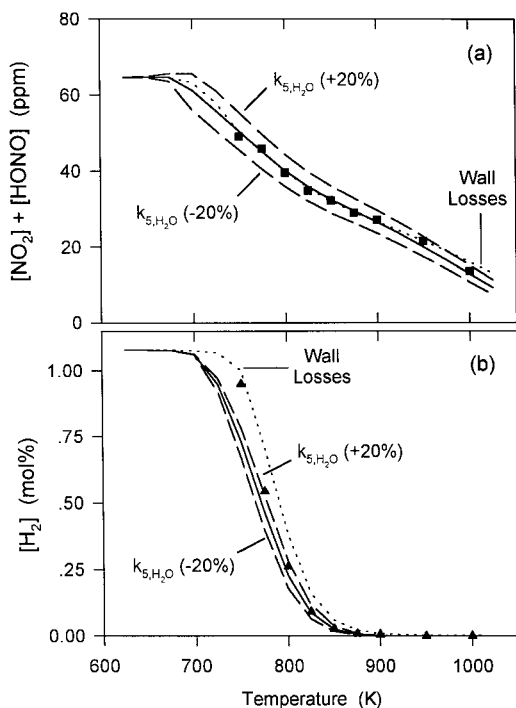 80
(a)
k5,H2O (+20%)
60
40
k5,H2O (-20%)
Wall
Losses
20
0
[NO2] + [HONO] (ppm)
(b)
1.00
Wall
Losses
.75
k5,H2O (+20%)
.50
k5,H2O (-20%)
.25
0.00
[H2] (mol%)
600 700 800 900 1000
Temperature (K)